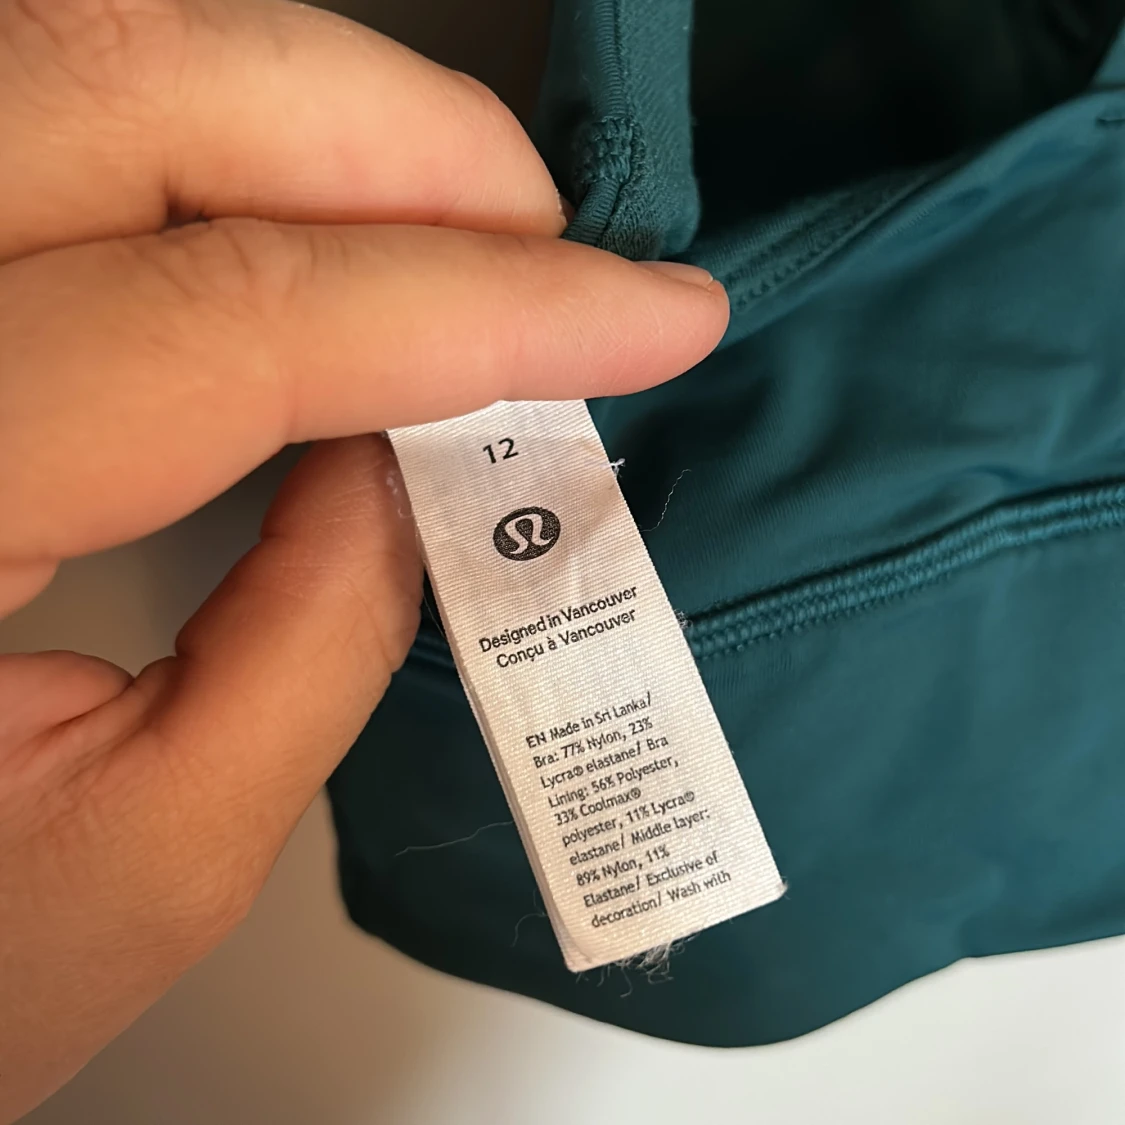 12
Designed in Vancouver
Conçu à Vancouver
EN Made in Sri Lanka/
Bra: 77% Nylon, 23%
Lycra® elastane/ Bra
Lining: 56% Polyester,
33% Coolmax®
polyester, 11% Lycra®
elastane/ Middle layer:
89% Nylon, 11%
Elastane/ Exclusive of
decoration/ Wash with